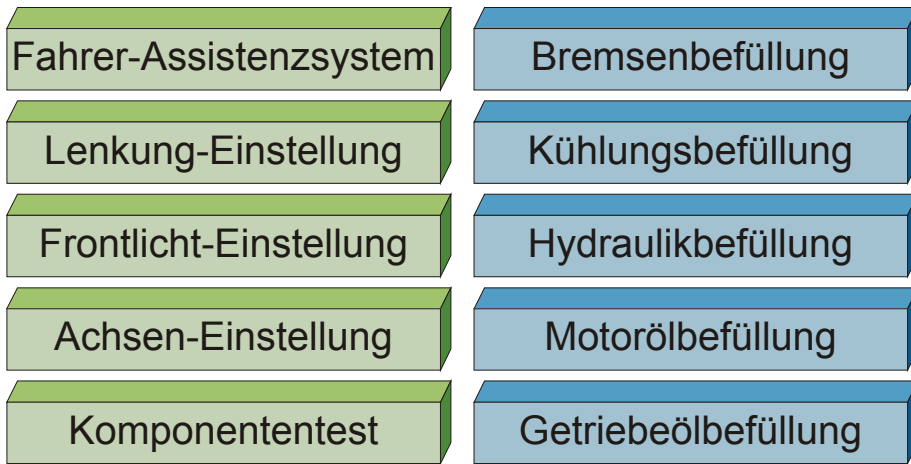 Fahrer-Assistenzsystem
Lenkung-Einstellung
Frontlicht-Einstellung
Achsen-Einstellung
Komponententest
Bremsenbefüllung
Kühlungsbefüllung
Hydraulikbefüllung
Motorölbefüllung
Getriebeölbefüllung